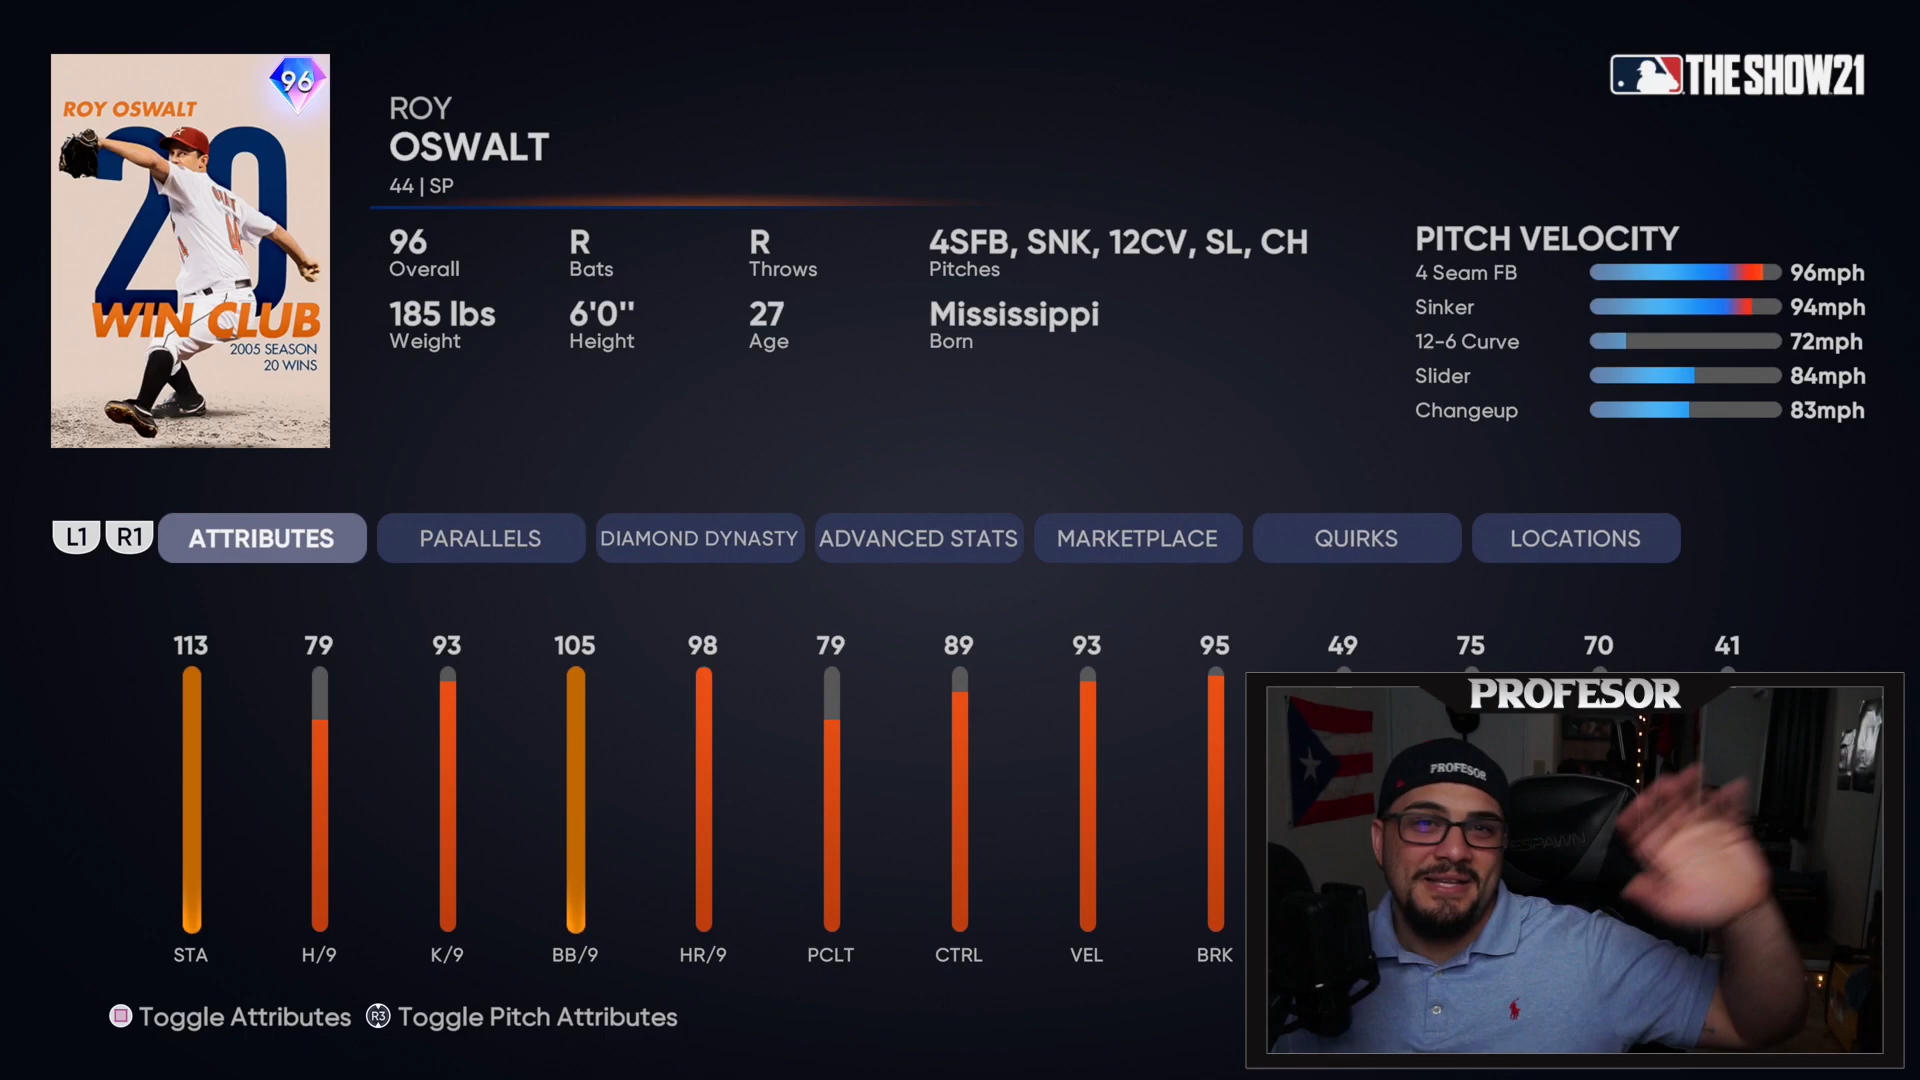 96
ROY OSWALT
20
WIN CLUB
2005 SEASON
20 WINS
ROY
OSWALT
44 | SP
96
Overall
R
Bats
R
Throws
4SFB, SNK, 12CV, SL, CH
Pitches
185 lbs
Weight
6'0"
Height
27
Age
Mississippi
Born
THE SHOW 21
PITCH VELOCITY
4 Seam FB 96mph
Sinker 94mph
12-6 Curve 72mph
Slider 84mph
Changeup 83mph
L1 R1 ATTRIBUTES PARALLELS DIAMOND DYNASTY ADVANCED STATS MARKETPLACE QUIRKS LOCATIONS
113 79 93 105 98 79 89 93 95 49 75 70 41
STA H/9 K/9 BB/9 HR/9 PCLT CTRL VEL BRK
PROFESOR
PROFESOR
Toggle Attributes R3 Toggle Pitch Attributes